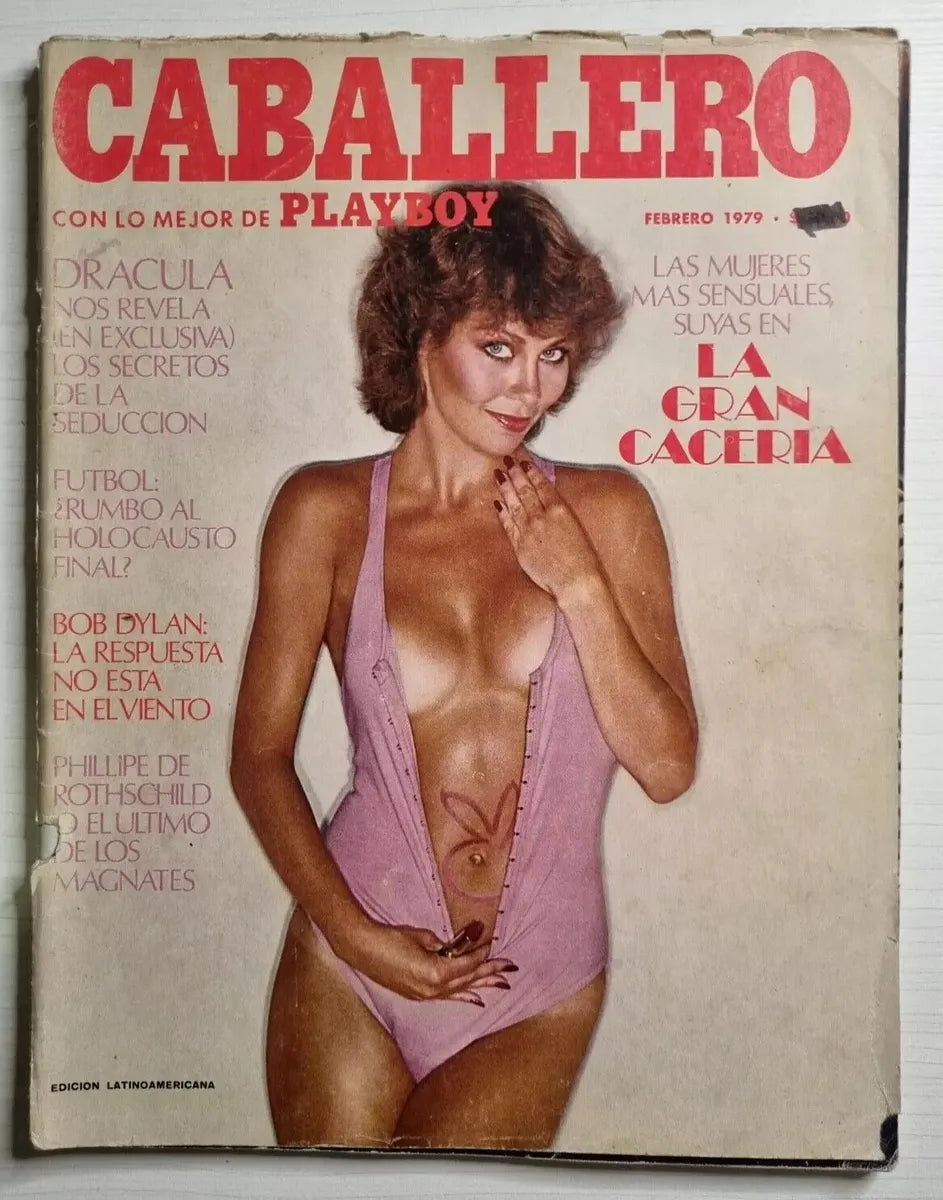 CABALLERO
CON LO MEJOR DE PLAYBOY
FEBRERO 1979 •
DRACULA
NOS REVELA
(EN EXCLUSIVA)
LOS SECRETOS
DE LA
SEDUCCION
FUTBOL:
¿RUMBO AL
HOLOCAUSTO
FINAL?
BOB DYLAN:
LA RESPUESTA
NO ESTA
EN EL VIENTO
PHILLIPE DE
ROTHSCHILD
O EL ULTIMO
DE LOS
MAGNATES
LAS MUJERES
MAS SENSUALES,
SUYAS EN
LA
GRAN
CACERIA
EDICION LATINOAMERICANA